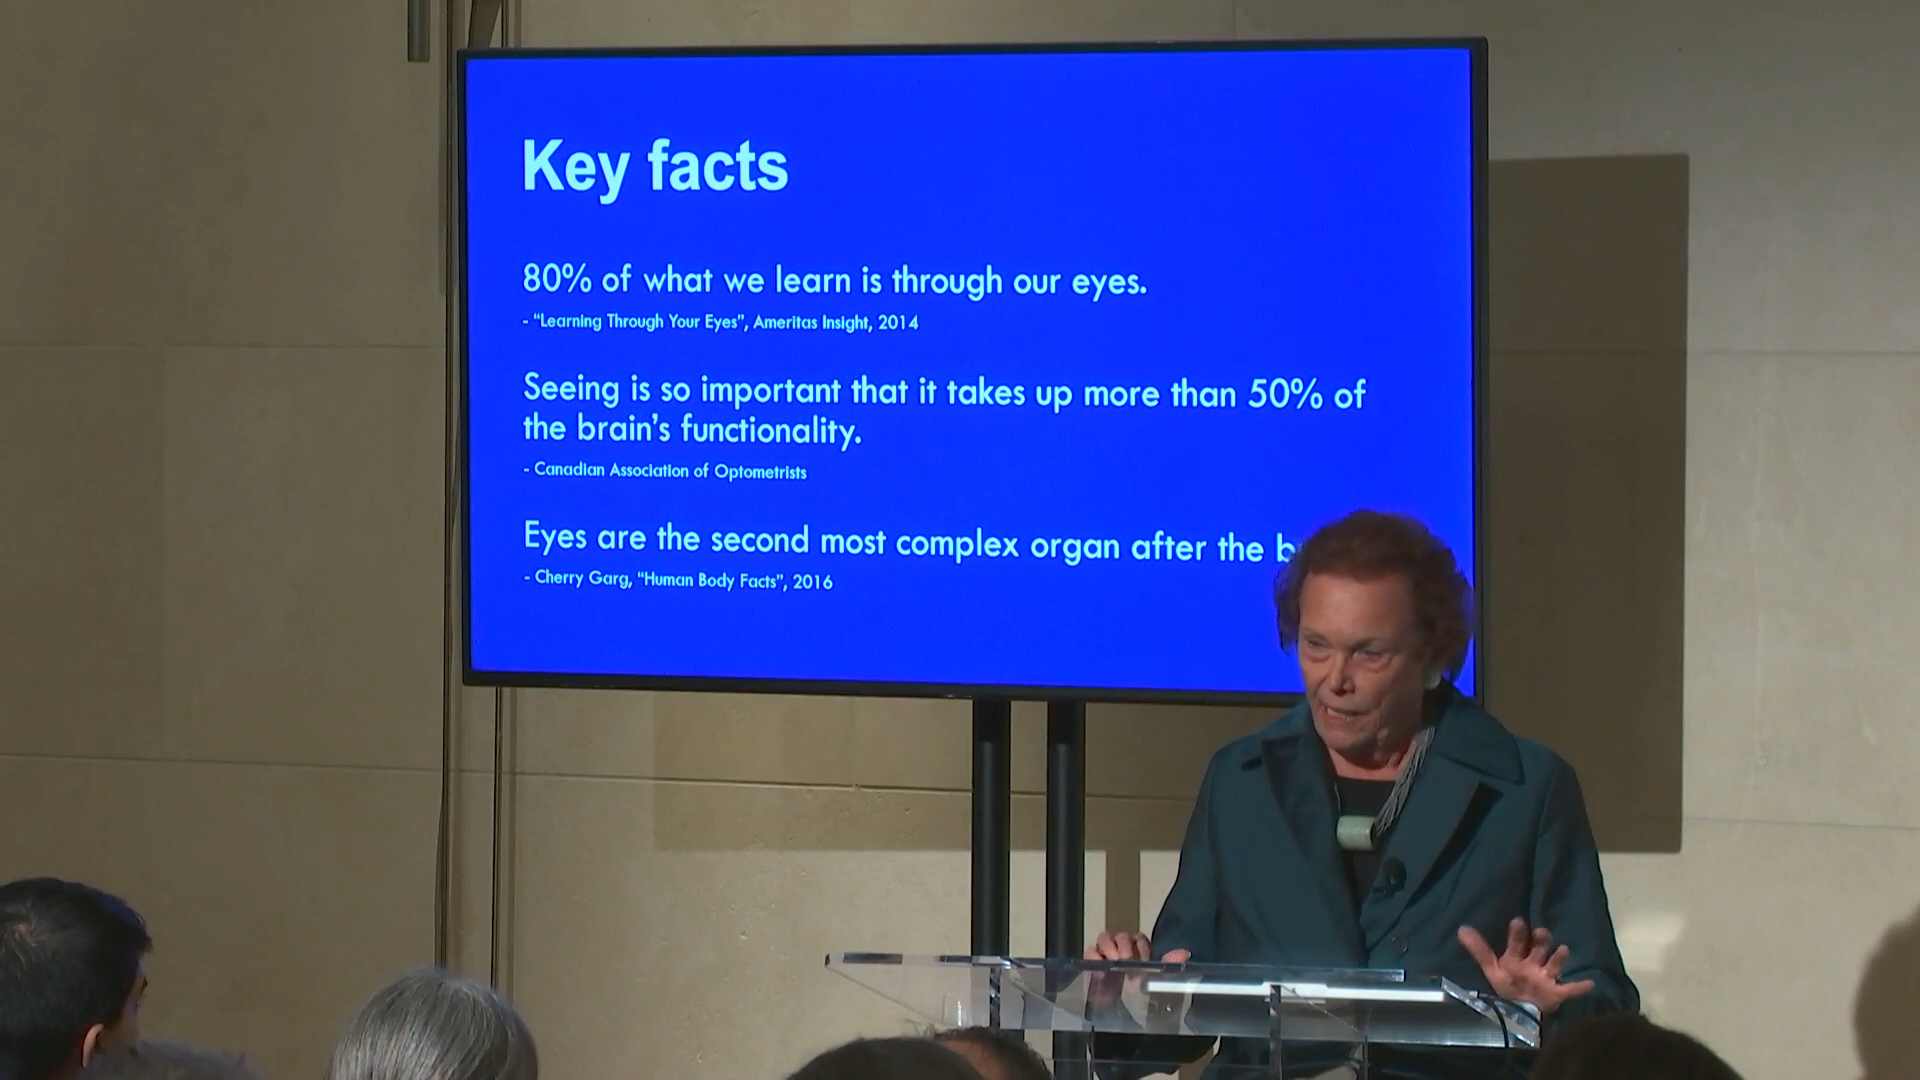 Key facts
80% of what we learn is through our eyes.
- “Learning Through Your Eyes”, Ameritas Insight, 2014
Seeing is so important that it takes up more than 50% of
the brain’s functionality.
- Canadian Association of Optometrists
Eyes are the second most complex organ after the
- Cherry Garg, “Human Body Facts”, 2016